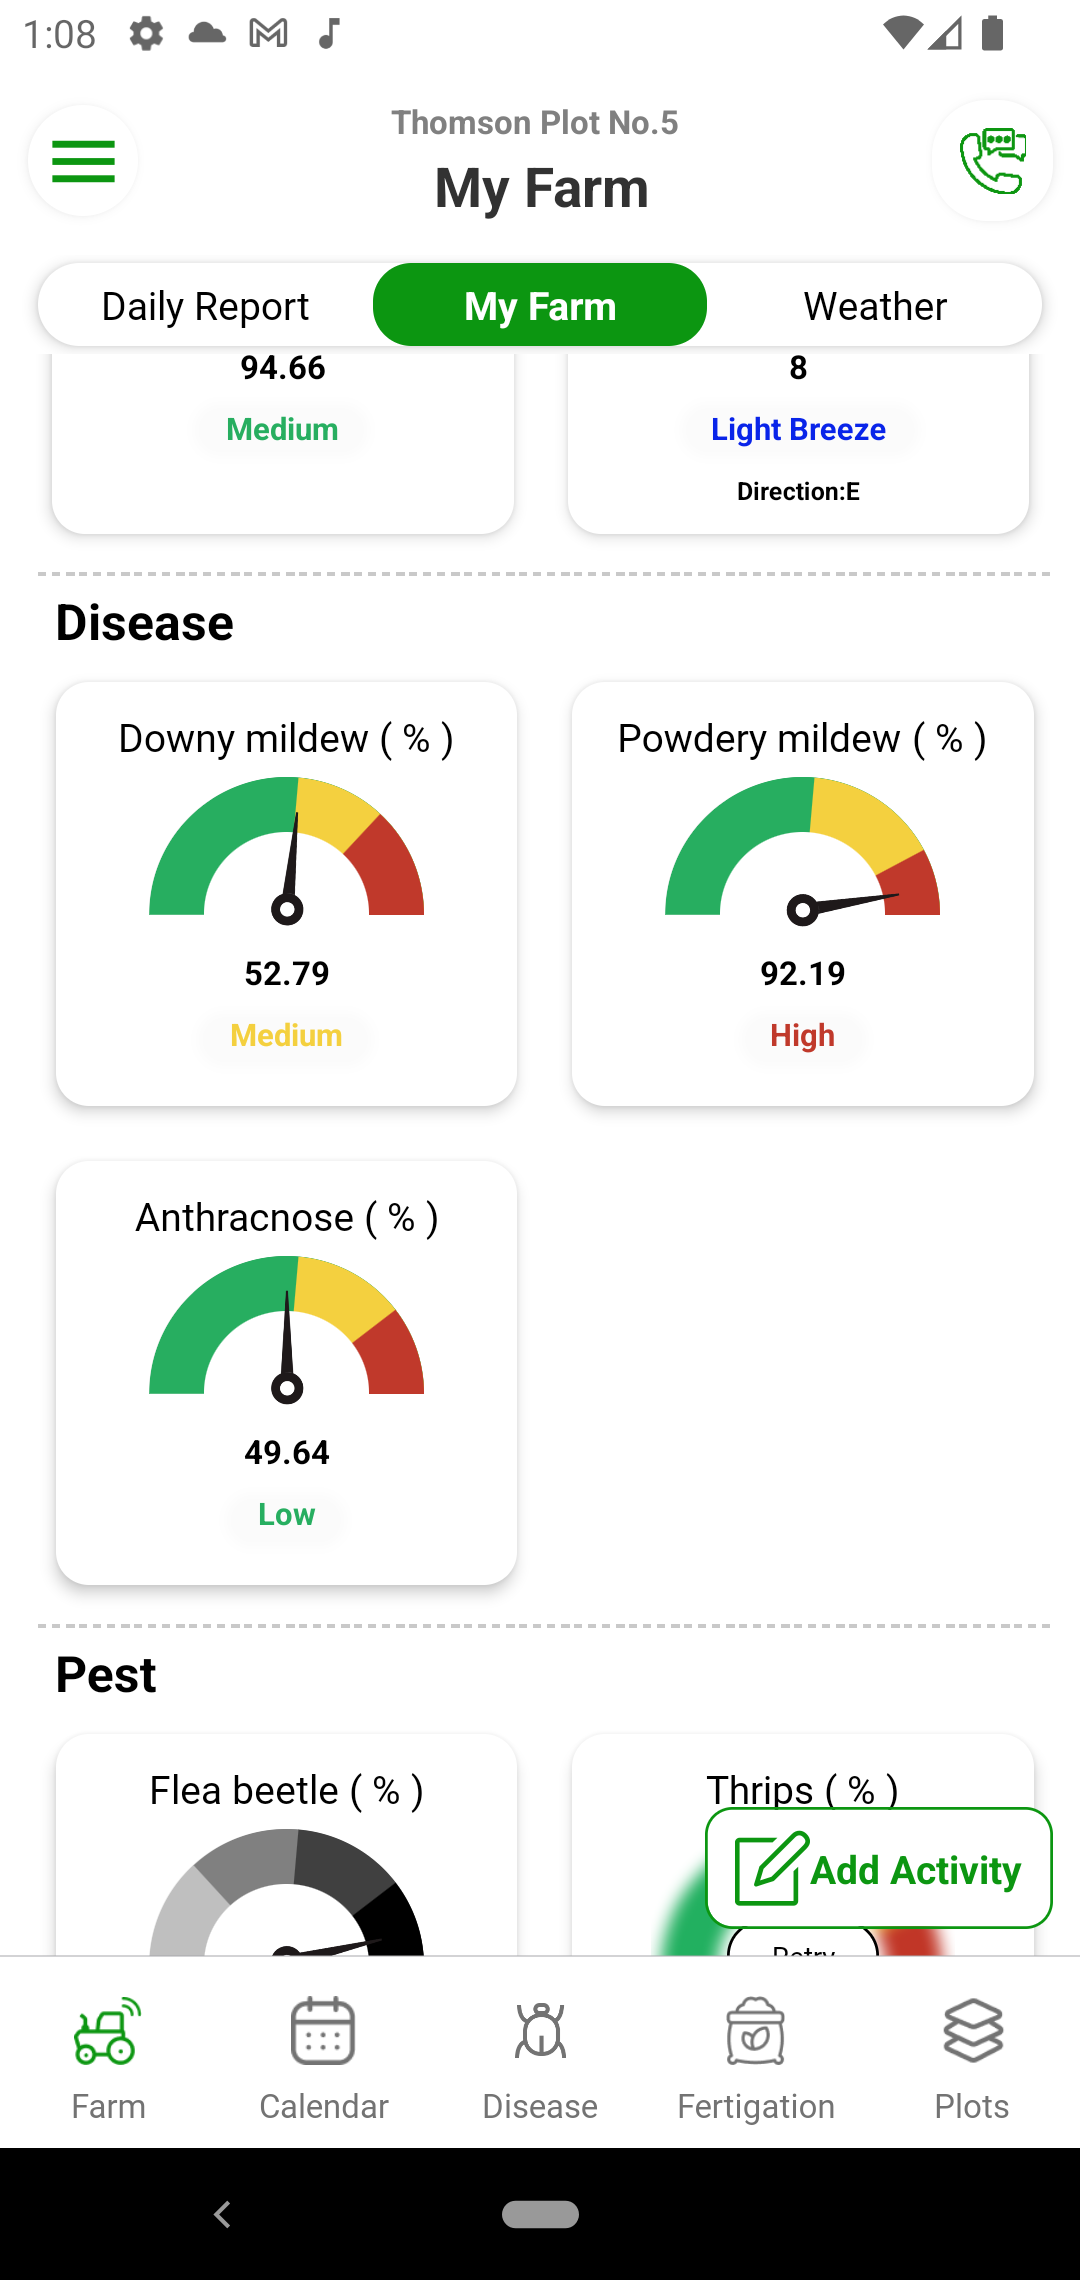 1:08
Thomson Plot No.5
My Farm
Daily Report
My Farm
Weather
94.66
Medium
8
Light Breeze
Direction:E
Disease
Downy mildew ( % )
52.79
Medium
Powdery mildew ( % )
92.19
High
Anthracnose ( % )
49.64
Low
Pest
Flea beetle ( % )
Thrips ( % )
Add Activity
Retry
Farm
Calendar
Disease
Fertigation
Plots